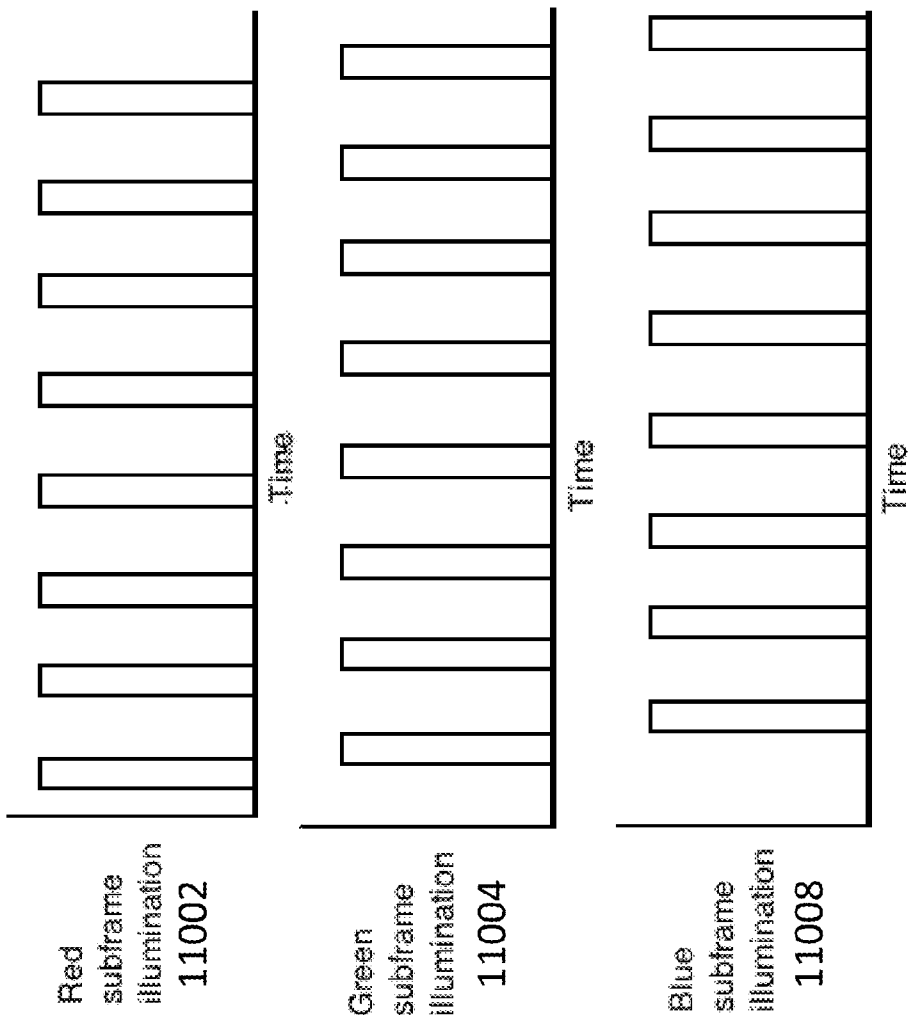 Red
subframe
illumination
11002
Time
Green
subframe
illumination
11004
Time
Blue
subframe
illumination
11008
Time